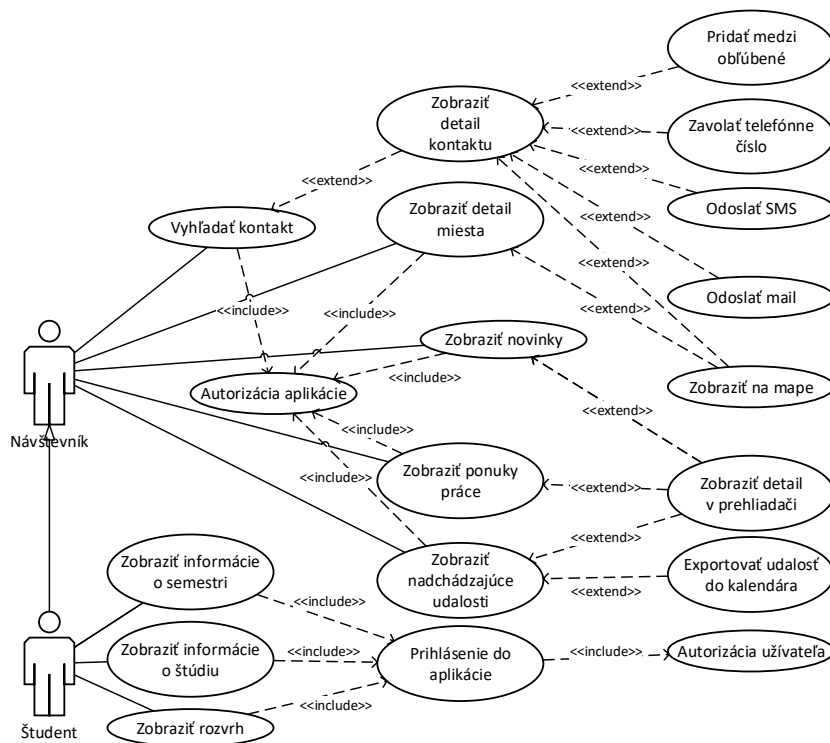 Pridať medzi
obľúbené
<<extend>>
Zobraziť
detail
kontaktu
<<extend>>
Zavolať telefónne
číslo
<<extend>>
<<extend>>
Odoslať SMS
Vyhľadať kontakt
Zobraziť detail
miesta
<<extend>>
Odoslať mail
<<include>>
<<include>>
<<extend>>
Zobraziť novinky
<<include>>
Autorizácia aplikácie
Zobraziť na mape
<<extend>>
Návštevník
<<include>>
Zobraziť ponuky
práce
<<include>>
<<extend>>
Zobraziť detail
v prehliadači
<<extend>>
Zobraziť informácie
o semestri
Zobraziť
nadchádzajúce
udalosti
Exportovať udalosť
do kalendára
<<extend>>
<<include>>
Zobraziť informácie
o štúdiu
<<include>>
Prihlásenie do
aplikácie
<<include>>
Autorizácia užívateľa
<<include>>
Zobraziť rozvrh
Študent